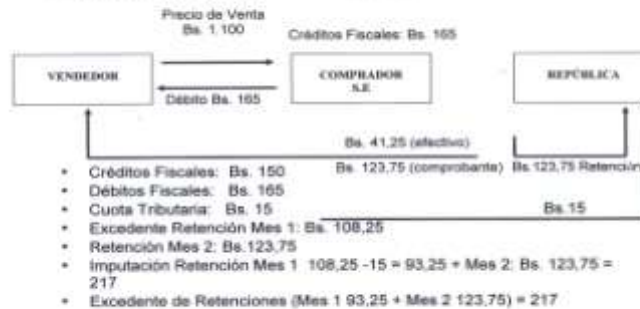 Precio de Venta
Bs. 1.100
Créditos Fiscales: Bs. 165
VENDEDOR
COMPRADOR
S.E
REPÚBLICA
Débito Bs. 165
Bs. 41,25 (efectivo)
Bs. 123,75 (comprobante)
Bs.123,75 Retención
Bs.15
• Créditos Fiscales: Bs. 150
• Débitos Fiscales: Bs. 165
• Cuota Tributaria: Bs. 15
• Excedente Retención Mes 1: Bs. 108,25
• Retención Mes 2: Bs.123,75
• Imputación Retención Mes 1 108,25 -15 = 93,25 + Mes 2: Bs. 123,75 =
217
• Excedente de Retenciones (Mes 1 93,25 + Mes 2 123,75) = 217